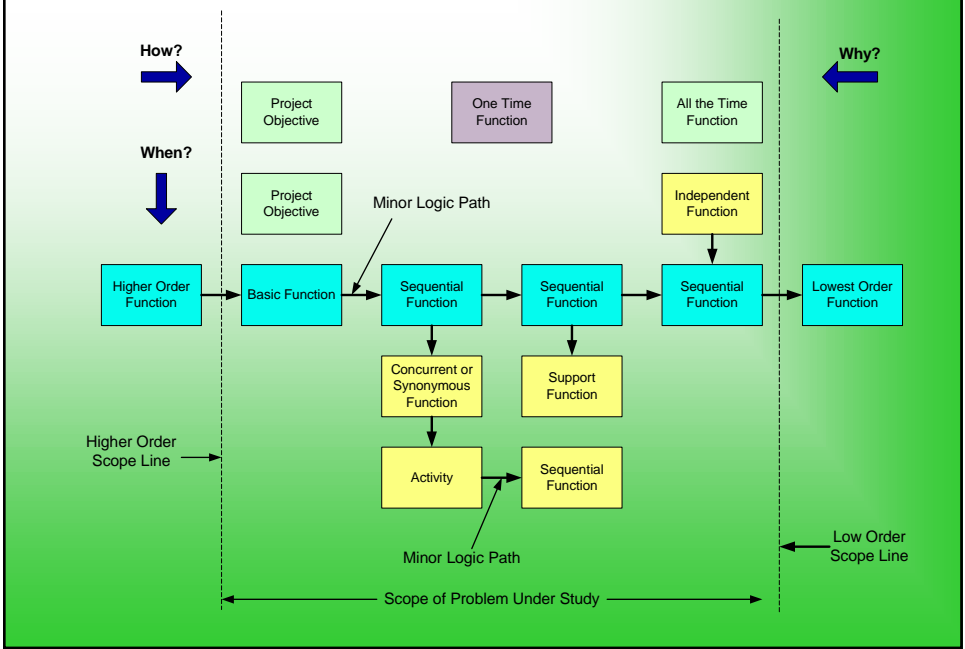 How?
Why?
Project
Objective
One Time
Function
All the Time
Function
When?
Project
Objective
Minor Logic Path
Independent
Function
Higher Order
Function
Basic Function
Sequential
Function
Sequential
Function
Sequential
Function
Lowest Order
Function
Concurrent or
Synonymous
Function
Support
Function
Higher Order
Scope Line
Activity
Sequential
Function
Minor Logic Path
Low Order
Scope Line
Scope of Problem Under Study